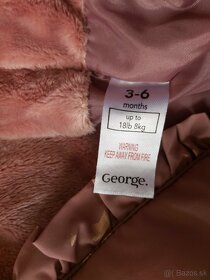 3-6
months
up to
18lb 8kg
WARNING
KEEP AWAY FROM FIRE
George.
bazos.sk